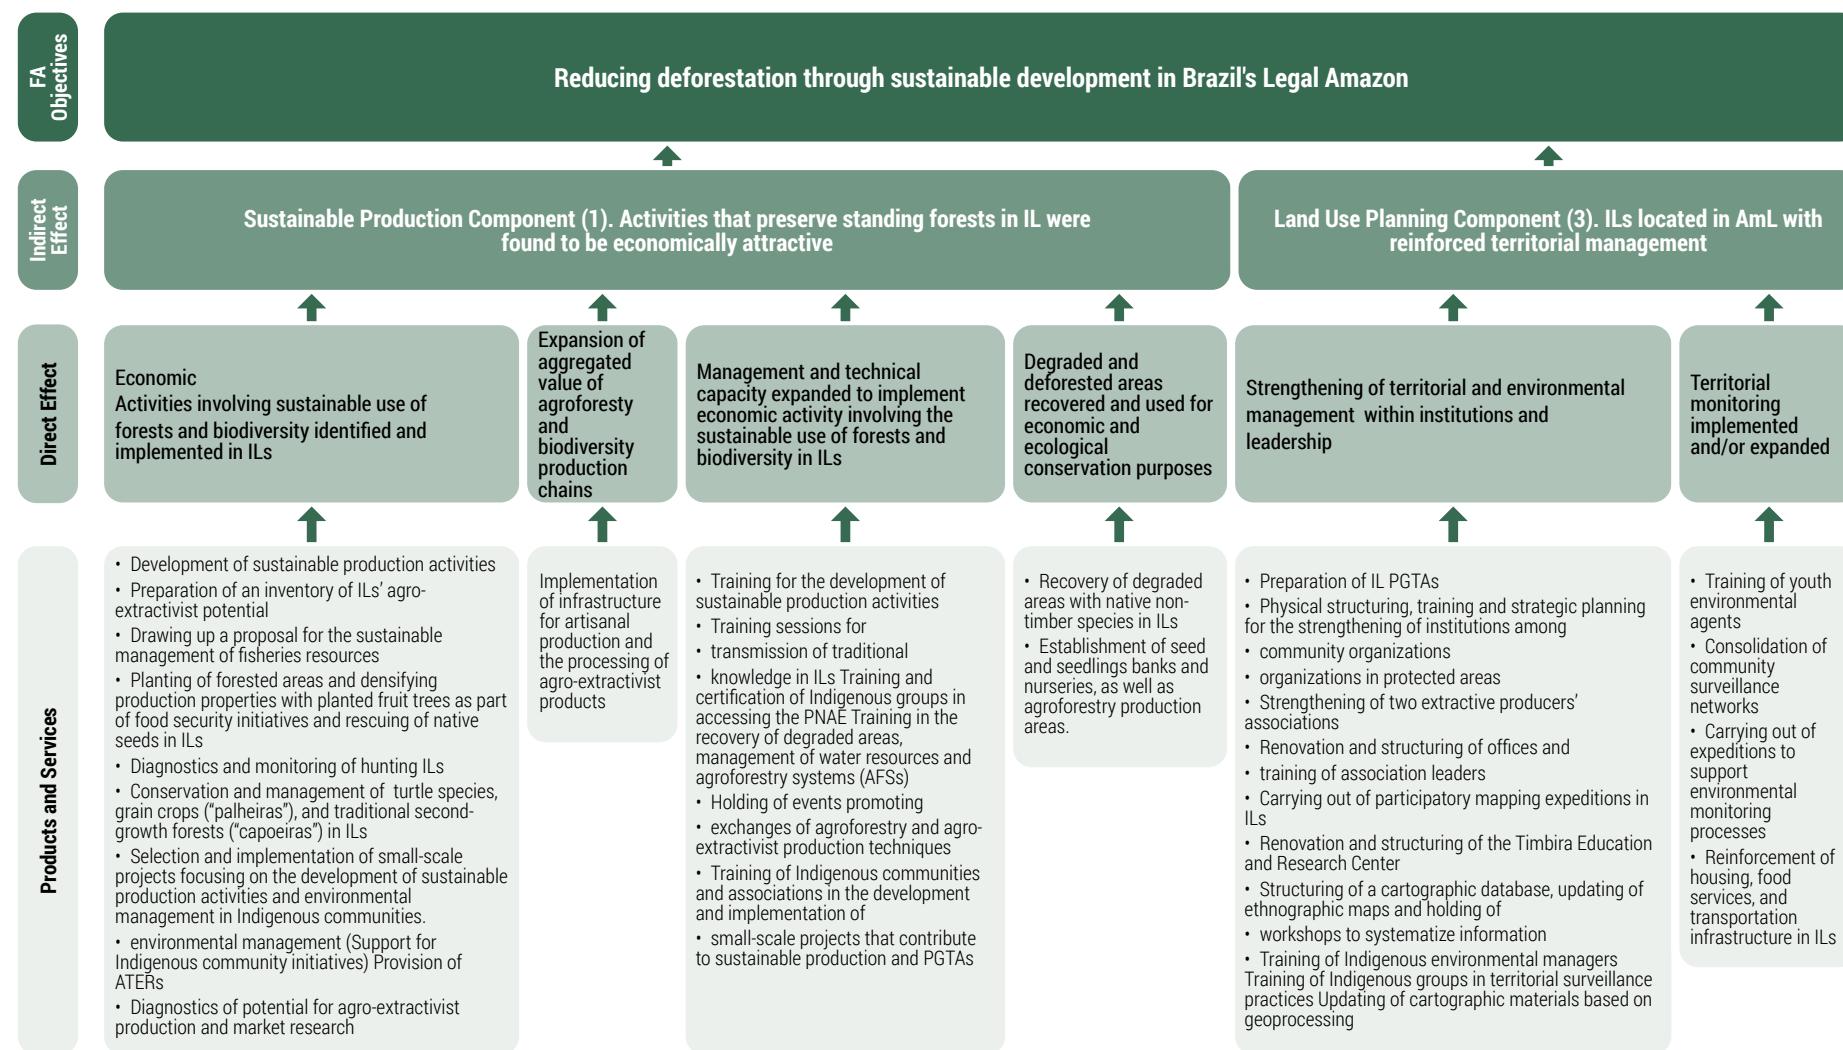 FA
Objectives
Reducing deforestation through sustainable development in Brazil's Legal Amazon
Indirect
Effect
Sustainable Production Component (1). Activities that preserve standing forests in IL were
found to be economically attractive
Land Use Planning Component (3). ILs located in AmL with
reinforced territorial management
Direct Effect
Economic
Activities involving sustainable use of
forests and biodiversity identified and
implemented in ILs
Expansion of
aggregated
value of
agroforesty
and
biodiversity
production
chains
Management and technical
capacity expanded to implement
economic activity involving the
sustainable use of forests and
biodiversity in ILs
Degraded and
deforested areas
recovered and used for
economic and
ecological
conservation purposes
Strengthening of territorial and environmental
management within institutions and
leadership
Territorial
monitoring
implemented
and/or expanded
Products and Services
• Development of sustainable production activities
• Preparation of an inventory of ILs’ agro-
extractivist potential
• Drawing up a proposal for the sustainable
management of fisheries resources
• Planting of forested areas and densifying
production properties with planted fruit trees as part
of food security initiatives and rescuing of native
seeds in ILs
• Diagnostics and monitoring of hunting ILs
• Conservation and management of turtle species,
grain crops (“palheiras”), and traditional second-
growth forests (“capoeiras”) in ILs
• Selection and implementation of small-scale
projects focusing on the development of sustainable
production activities and environmental
management in Indigenous communities.
• environmental management (Support for
Indigenous community initiatives) Provision of
ATERs
• Diagnostics of potential for agro-extractivist
production and market research
Implementation
of infrastructure
for artisanal
production and
the processing of
agro-extractivist
products
• Training for the development of
sustainable production activities
• Training sessions for
• transmission of traditional
• knowledge in ILs Training and
certification of Indigenous groups in
accessing the PNAE Training in the
recovery of degraded areas,
management of water resources and
agroforestry systems (AFSs)
• Holding of events promoting
• exchanges of agroforestry and agro-
extractivist production techniques
• Training of Indigenous communities
and associations in the development
and implementation of
• small-scale projects that contribute
to sustainable production and PGTAs
• Recovery of degraded
areas with native non-
timber species in ILs
• Establishment of seed
and seedlings banks and
nurseries, as well as
agroforestry production
areas.
• Preparation of IL PGTAs
• Physical structuring, training and strategic planning
for the strengthening of institutions among
• community organizations
• organizations in protected areas
• Strengthening of two extractive producers’
associations
• Renovation and structuring of offices and
• training of association leaders
• Carrying out of participatory mapping expeditions in
ILs
• Renovation and structuring of the Timbira Education
and Research Center
• Structuring of a cartographic database, updating of
ethnographic maps and holding of
• workshops to systematize information
• Training of Indigenous environmental managers
Training of Indigenous groups in territorial surveillance
practices Updating of cartographic materials based on
geoprocessing
• Training of youth
environmental
agents
• Consolidation of
community
surveillance
networks
• Carrying out of
expeditions to
support
environmental
monitoring
processes
• Reinforcement of
housing, food
services, and
transportation
infrastructure in ILs